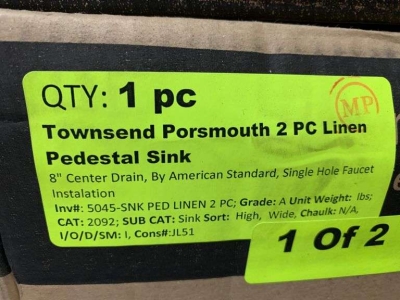 QTY: 1 pc
MP
Townsend Porsmouth 2 PC Linen
Pedestal Sink
8" Center Drain, By American Standard, Single Hole Faucet
Instalation
Inv#: 5045-SNK PED LINEN 2 PC; Grade: A Unit Weight: lbs;
CAT: 2092; SUB CAT: Sink Sort: High, Wide, Chaulk: N/A,
I/O/D/SM: I, Cons#:JL51
1 Of 2